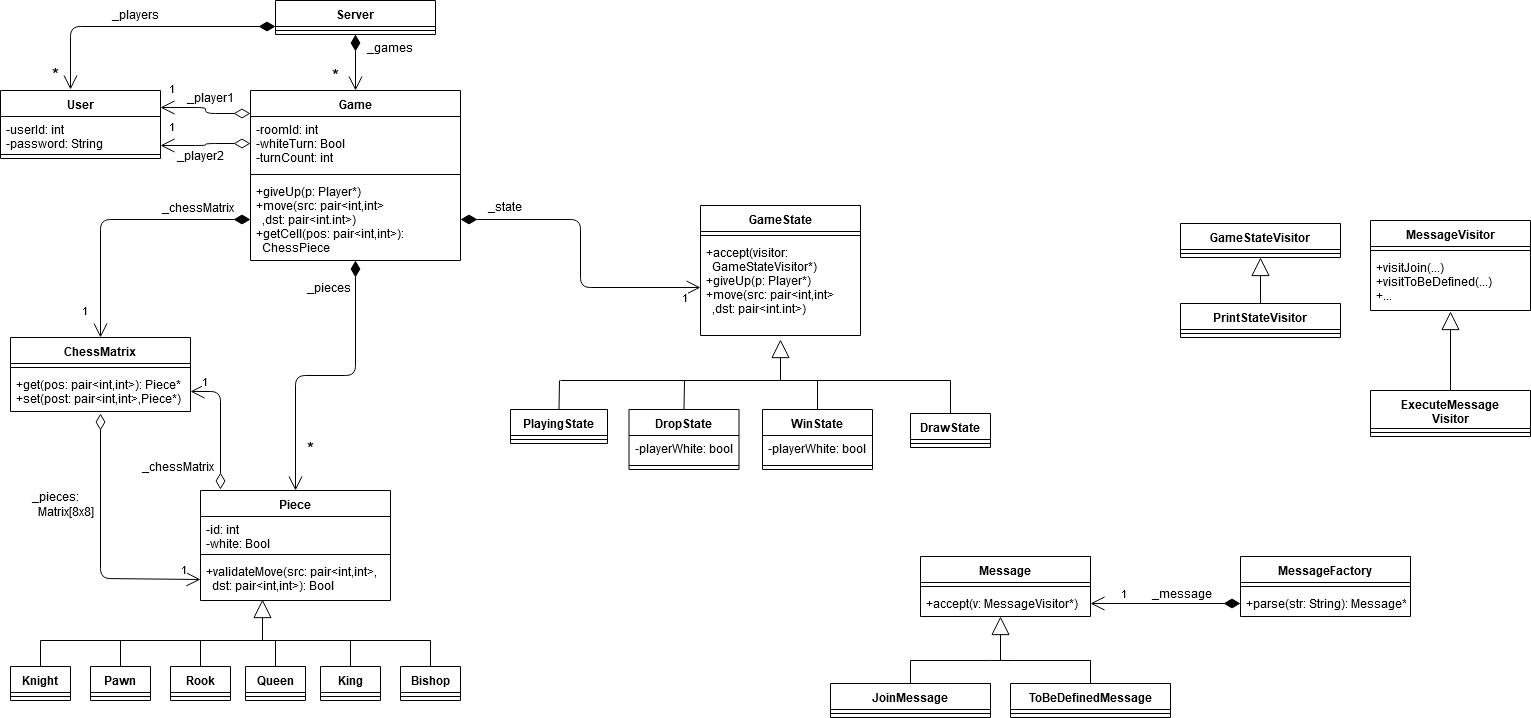 _players
Server
_games
*
*
User
-userId: int
-password: String
1
_player1
1
_player2
Game
-roomId: int
-whiteTurn: Bool
-turnCount: int
+giveUp(p: Player*)
+move(src: pair<int,int>
,dst: pair<int.int>)
+getCell(pos: pair<int,int>):
ChessPiece
_chessMatrix
1
_state
1
_pieces
*
GameState
+accept(visitor:
GameStateVisitor*)
+giveUp(p: Player*)
+move(src: pair<int,int>
,dst: pair<int.int>)
GameStateVisitor
PrintStateVisitor
MessageVisitor
+visitJoin(...)
+visitToBeDefined(...)
+...
ExecuteMessage
Visitor
ChessMatrix
+get(pos: pair<int,int>): Piece*
+set(post: pair<int,int>,Piece*)
1
_chessMatrix
_pieces:
Matrix[8x8]
1
PlayingState
DropState
-playerWhite: bool
WinState
-playerWhite: bool
DrawState
Piece
-id: int
-white: Bool
+validateMove(src: pair<int,int>,
dst: pair<int,int>): Bool
Knight
Pawn
Rook
Queen
King
Bishop
Message
+accept(v: MessageVisitor*)
1
_message
MessageFactory
+parse(str: String): Message*
JoinMessage
ToBeDefinedMessage